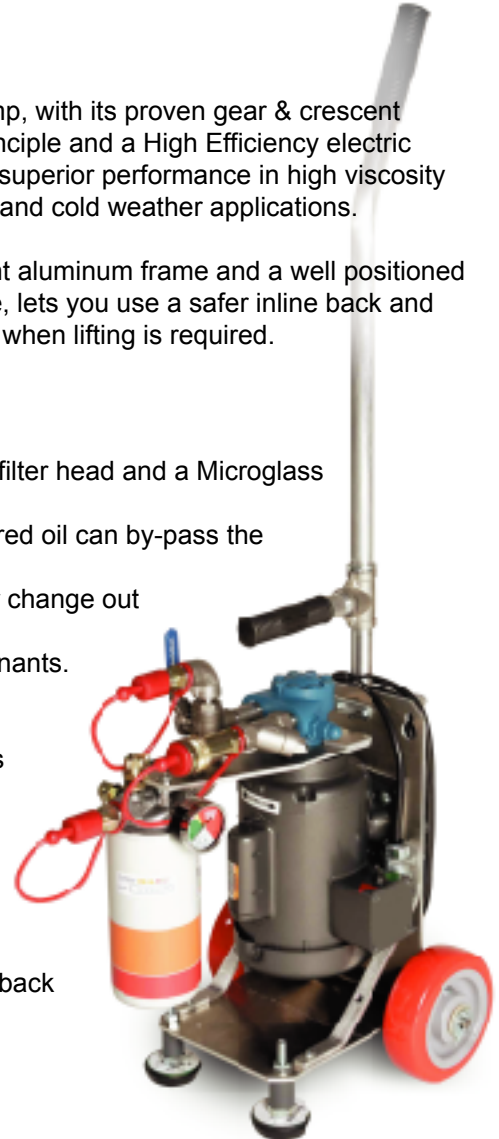 mp, with its proven gear & crescent
nciple and a High Efficiency electric
superior performance in high viscosity
and cold weather applications.
nt aluminum frame and a well positioned
e, lets you use a safer inline back and
when lifting is required.
filter head and a Microglass
red oil can by-pass the
change out
nants.
s
back